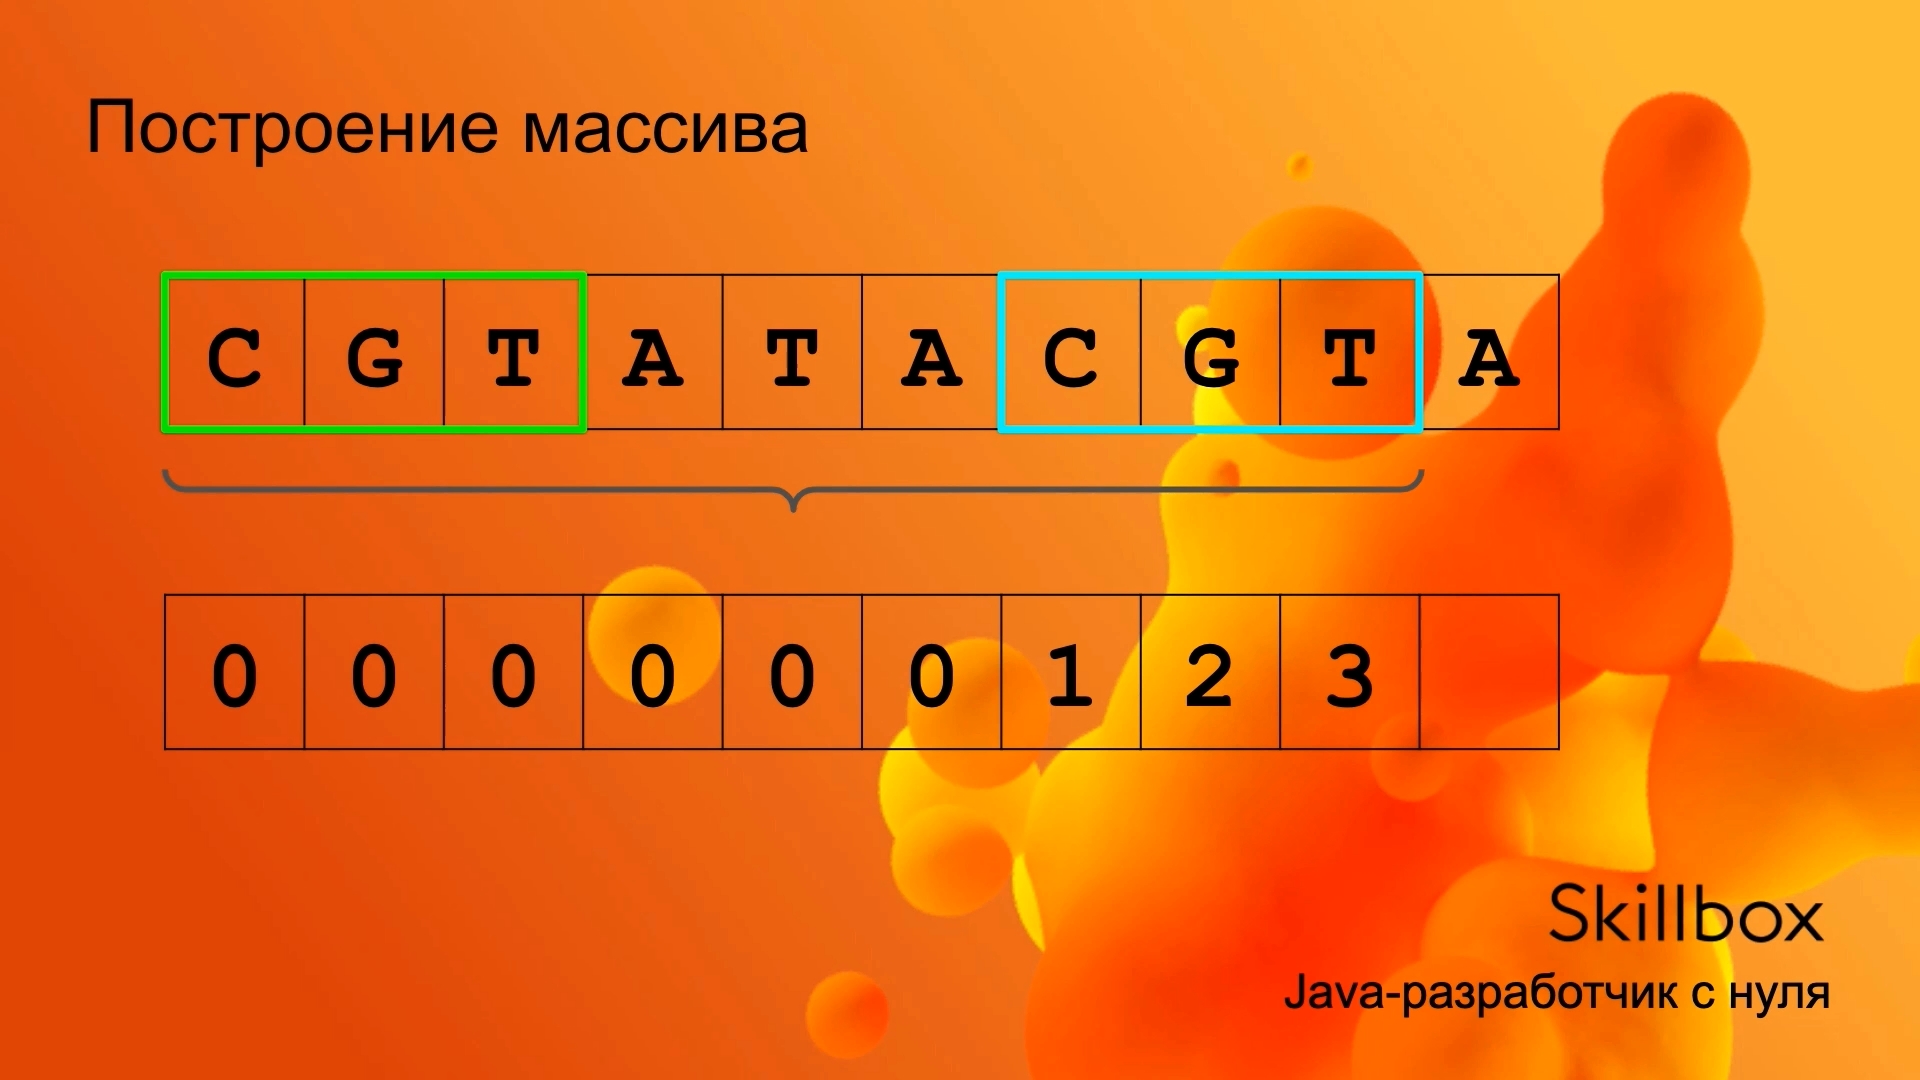 Построение массива
C G T A T A C G T A
0 0 0 0 0 0 1 2 3
Skillbox
Java-разработчик с нуля